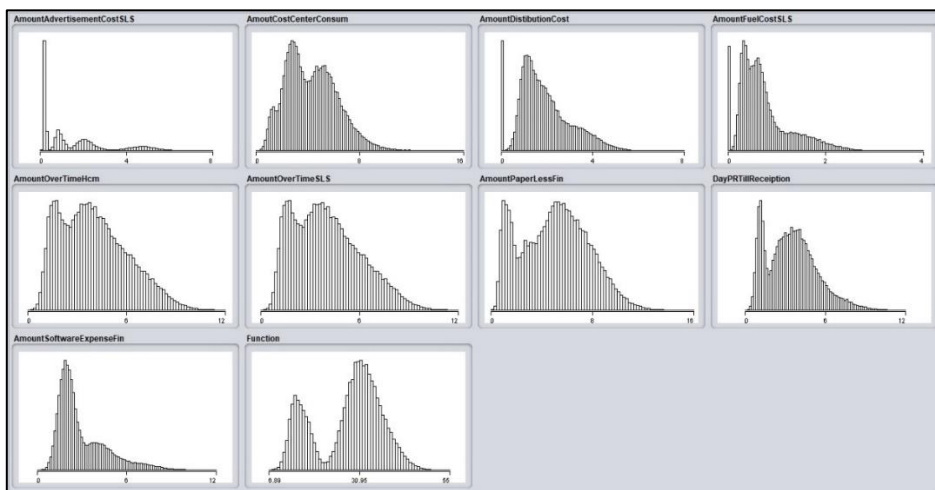 AmountAdvertisementCostSLS AmoutCostCenterConsum AmountDistibutionCost AmountFuelCostSLS
0 4 8 0 8 16 0 4 8 0 2 4
AmountOverTimeHcm AmountOverTimeSLS AmountPaperLessFin DayPRTillReceiption
0 6 12 0 6 12 0 8 16 0 6 12
AmountSoftwareExpenseFin Function
0 6 12 6.89 30.95 55